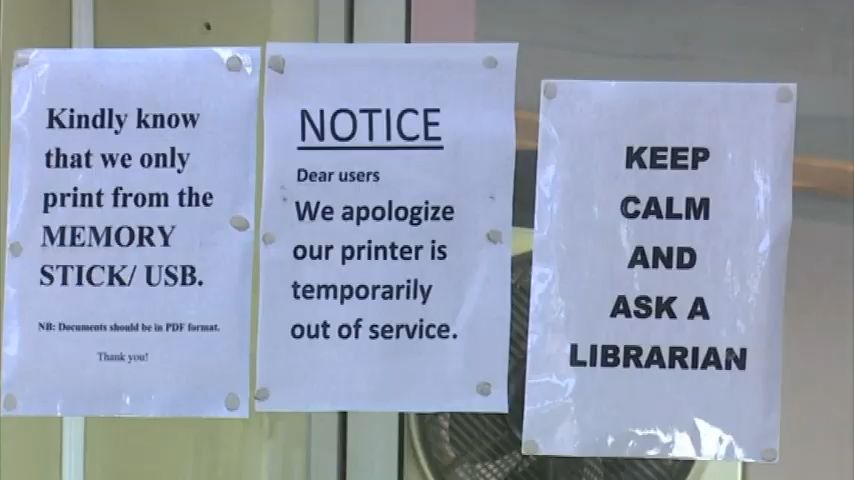 Kindly know
that we only
print from the
MEMORY
STICK/ USB.
NB: Documents should be in PDF format.
Thank you!
NOTICE
Dear users
We apologize
our printer is
temporarily
out of service.
KEEP
CALM
AND
ASK A
LIBRARIAN